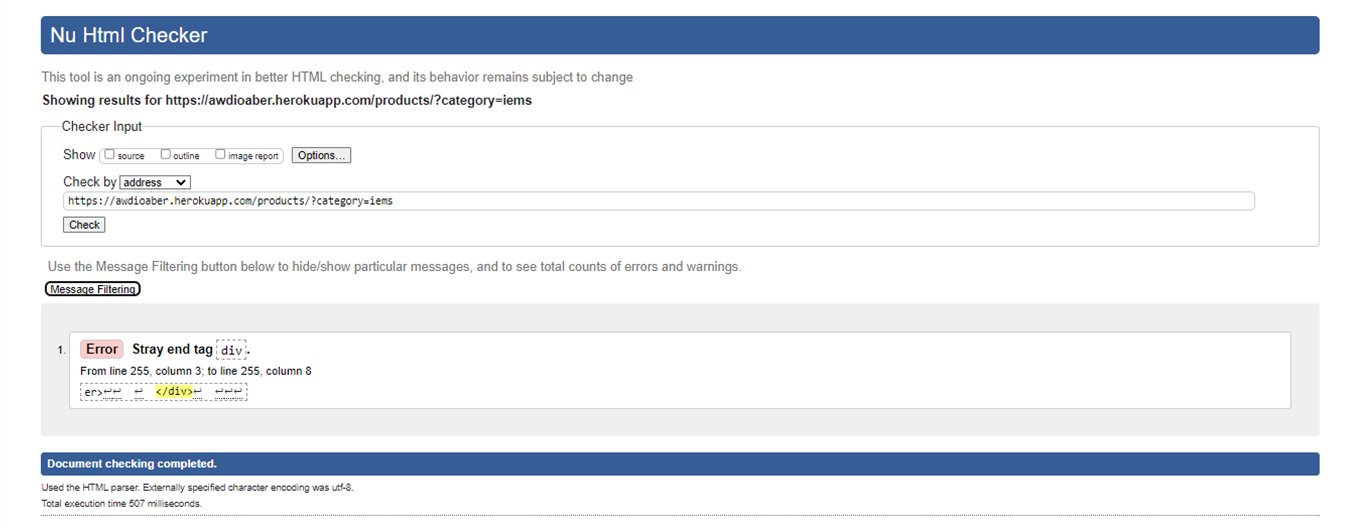 Nu Html Checker
This tool is an ongoing experiment in better HTML checking, and its behavior remains subject to change
Showing results for https://awdioaber.herokuapp.com/products/?category=iems
Checker Input
Show source outline image report Options...
Check by address
https://awdioaber.herokuapp.com/products/?category=iems
Check
Use the Message Filtering button below to hide/show particular messages, and to see total counts of errors and warnings.
Message Filtering
1. Error Stray end tag div.
From line 255, column 3; to line 255, column 8
er>↩↩ ↩ </div>↩ ↩↩↩
Document checking completed.
Used the HTML parser. Externally specified character encoding was utf-8.
Total execution time 507 milliseconds.